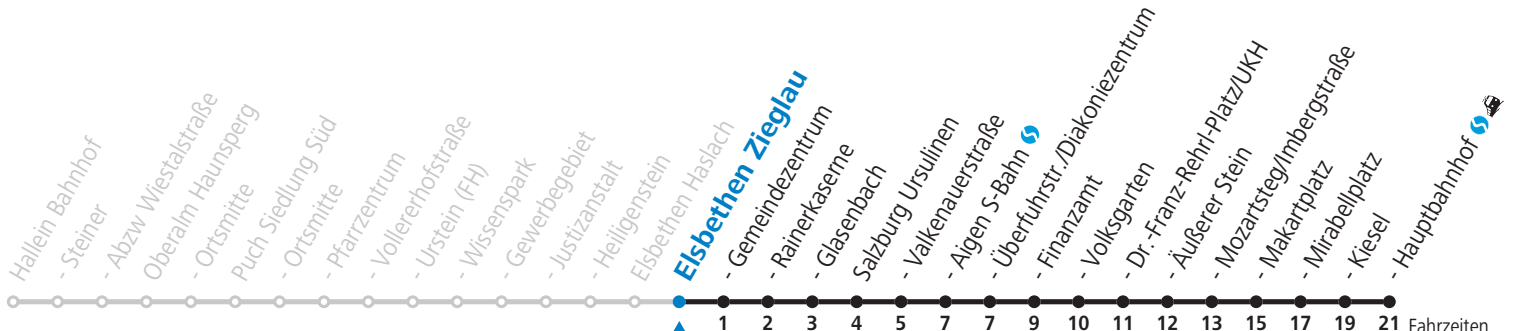 Hallein Bahnhof
- Steiner
- Abzw Wiestalstraße
Oberalm Haunsperg
- Ortsmitte
Puch Siedlung Süd
- Ortsmitte
- Pfarrzentrum
- Vollererhofstraße
- Urstein (FH)
- Wissenspark
- Gewerbegebiet
- Justizanstalt
- Heiligenstein
Elsbethen Haslach
Elsbethen Zieglau
- Gemeindezentrum
- Rainerkaserne
- Glasenbach
Salzburg Ursulinen
- Valkenauerstraße
- Aigen S-Bahn
- Überfuhrstr./Diakoniezentrum
- Finanzamt
- Volksgarten
- Dr.-Franz-Rehrl-Platz/UKH
- Äußerer Stein
- Mozartsteg/Imbergstraße
- Makartplatz
- Mirabellplatz
- Kiesel
- Hauptbahnhof
1 2 3 4 5 7 7 9 10 11 12 13 15 17 19 21 Fahrzeiten